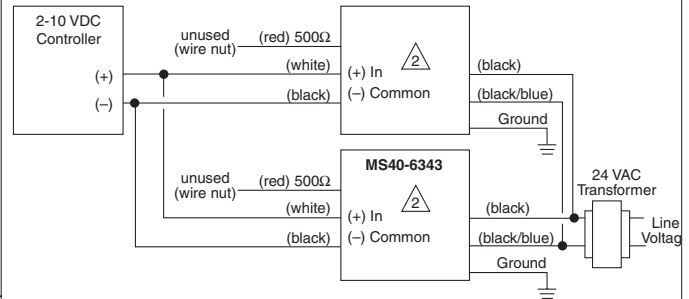 2-10 VDC
Controller
(+)
(–)
unused
(wire nut)
(red) 500Ω
(white)
(black)
2
(+) In
(–) Common
(black)
(black/blue)
Ground
MS40-6343
unused
(wire nut)
(red) 500Ω
(white)
(black)
2
(+) In
(–) Common
(black)
(black/blue)
Ground
24 VAC
Transformer
Line
Voltag